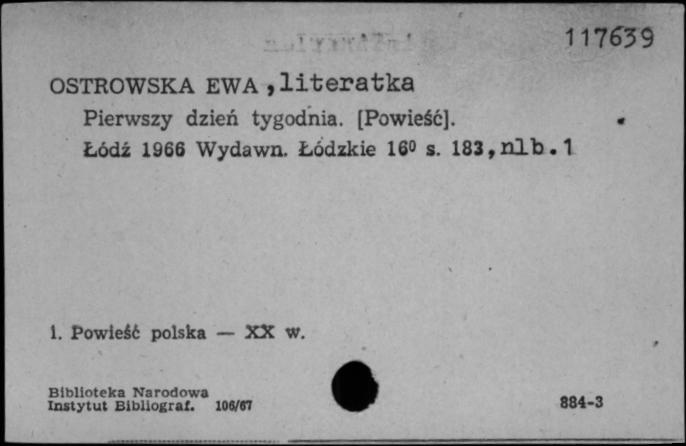 117639
OSTROWSKA EWA, literatka
Pierwszy dzień tygodnia. [Powieść].
Łódź 1966 Wydawn. Łódzkie 16⁰ s. 183, nlb. 1
1. Powieść polska — XX w.
Biblioteka Narodowa
Instytut Bibliograf. 106/67
884-3